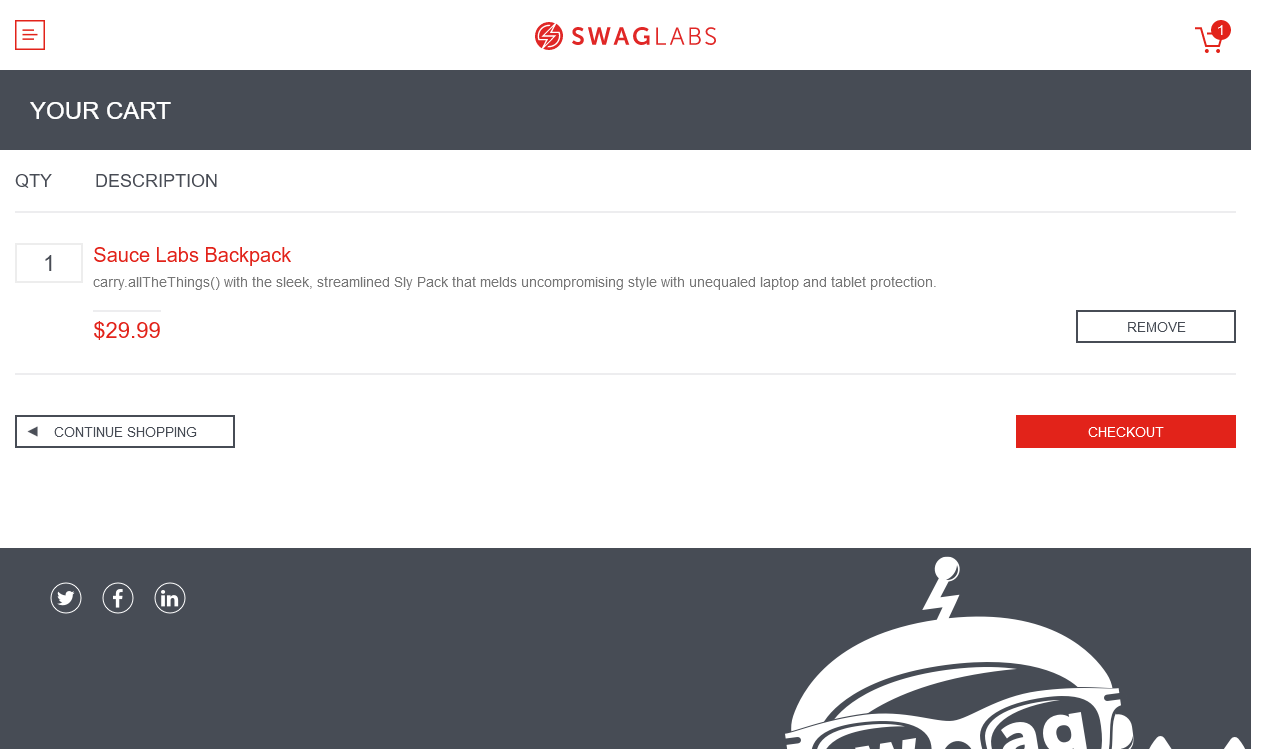 SWAGLABS
1
YOUR CART
QTY DESCRIPTION
1 Sauce Labs Backpack
carry.allTheThings() with the sleek, streamlined Sly Pack that melds uncompromising style with unequaled laptop and tablet protection.
$29.99
REMOVE
CONTINUE SHOPPING
CHECKOUT